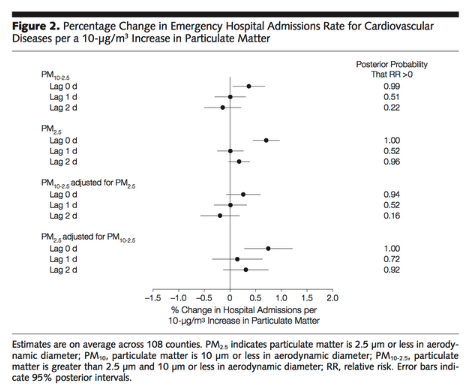 Figure 2. Percentage Change in Emergency Hospital Admissions Rate for Cardiovascular
Diseases per a 10-μg/m³ Increase in Particulate Matter
Posterior Probability
That RR >0
PM10-2.5
Lag 0 d 0.99
Lag 1 d 0.51
Lag 2 d 0.22
PM2.5
Lag 0 d 1.00
Lag 1 d 0.52
Lag 2 d 0.96
PM10-2.5 adjusted for PM2.5
Lag 0 d 0.94
Lag 1 d 0.52
Lag 2 d 0.16
PM2.5 adjusted for PM10-2.5
Lag 0 d 1.00
Lag 1 d 0.72
Lag 2 d 0.92
−1.5 −1.0 −0.5 0 0.5 1.0 1.5 2.0
% Change in Hospital Admissions per
10-μg/m³ Increase in Particulate Matter
Estimates are on average across 108 counties. PM2.5 indicates particulate matter is 2.5 μm or less in aerody-
namic diameter; PM10, particulate matter is 10 μm or less in aerodynamic diameter; PM10-2.5, particulate
matter is greater than 2.5 μm and 10 μm or less in aerodynamic diameter; RR, relative risk. Error bars indi-
cate 95% posterior intervals.